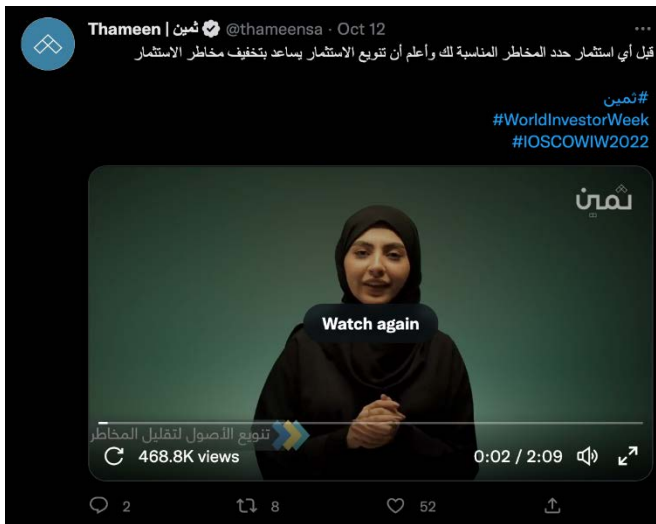 Thameen | ثمين @thameensa · Oct 12
قبل أي استثمار حدد المخاطر المناسبة لك وأعلم أن تنويع الاستثمار يساعد بتخفيف مخاطر الاستثمار
#ثمين
#WorldInvestorWeek
#IOSCOWIW2022
ثمين
Watch again
تنويع الأصول لتقليل المخاطر
468.8K views 0:02 / 2:09
2 8 52